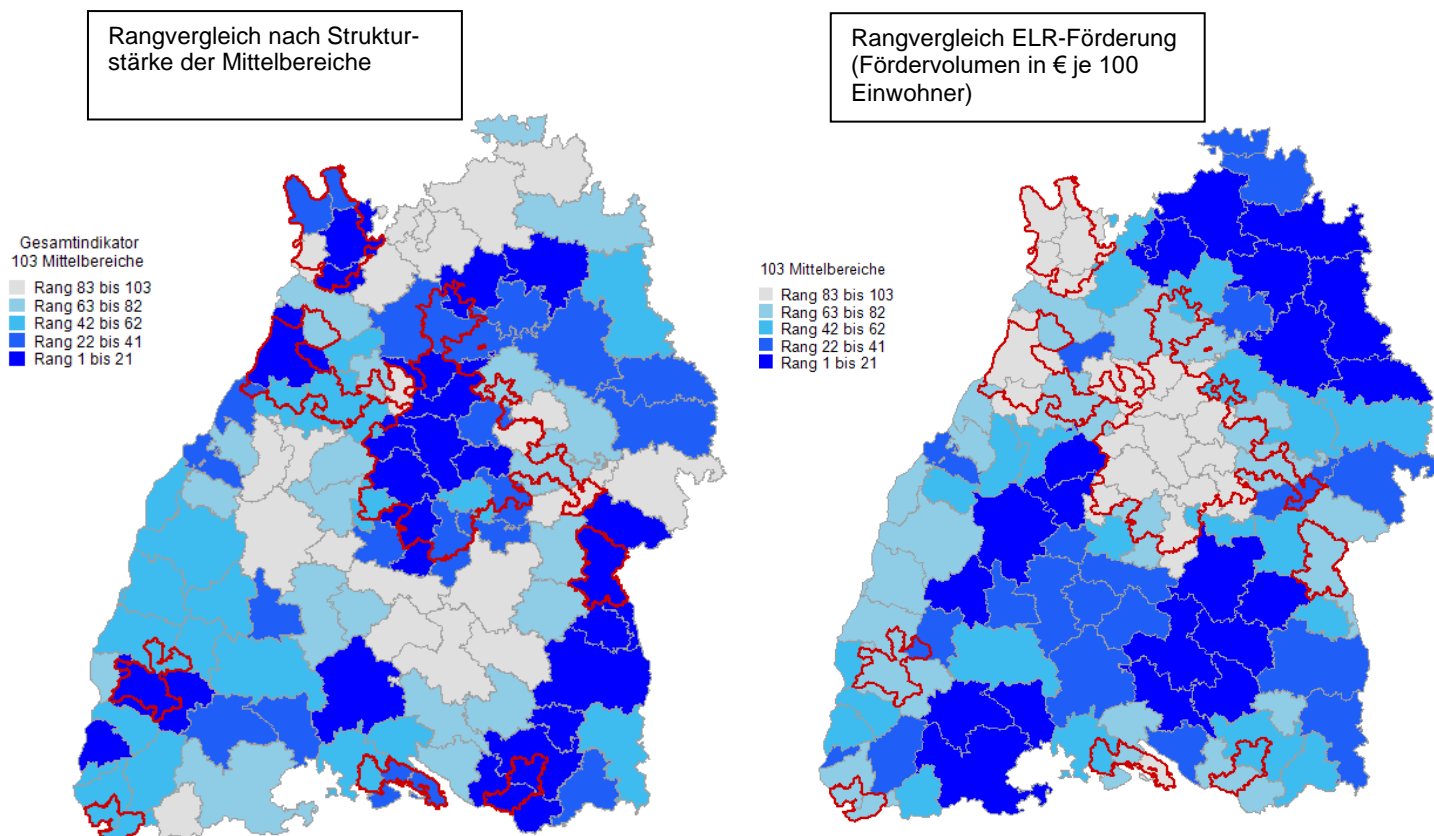 Rangvergleich nach Struktur-
stärke der Mittelbereiche
Gesamtindikator
103 Mittelbereiche
Rang 83 bis 103
Rang 63 bis 82
Rang 42 bis 62
Rang 22 bis 41
Rang 1 bis 21
Rangvergleich ELR-Förderung
(Fördervolumen in € je 100
Einwohner)
103 Mittelbereiche
Rang 83 bis 103
Rang 63 bis 82
Rang 42 bis 62
Rang 22 bis 41
Rang 1 bis 21